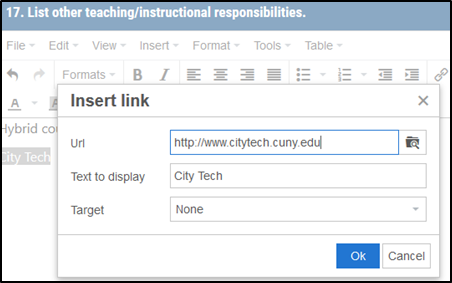 17. List other teaching/instructional responsibilities.
File Edit View Insert Format Tools Table
Formats B I
A A
Insert link ×
Hybrid cou
Url http://www.citytech.cuny.edu
City Tech
Text to display City Tech
Target None
Ok Cancel